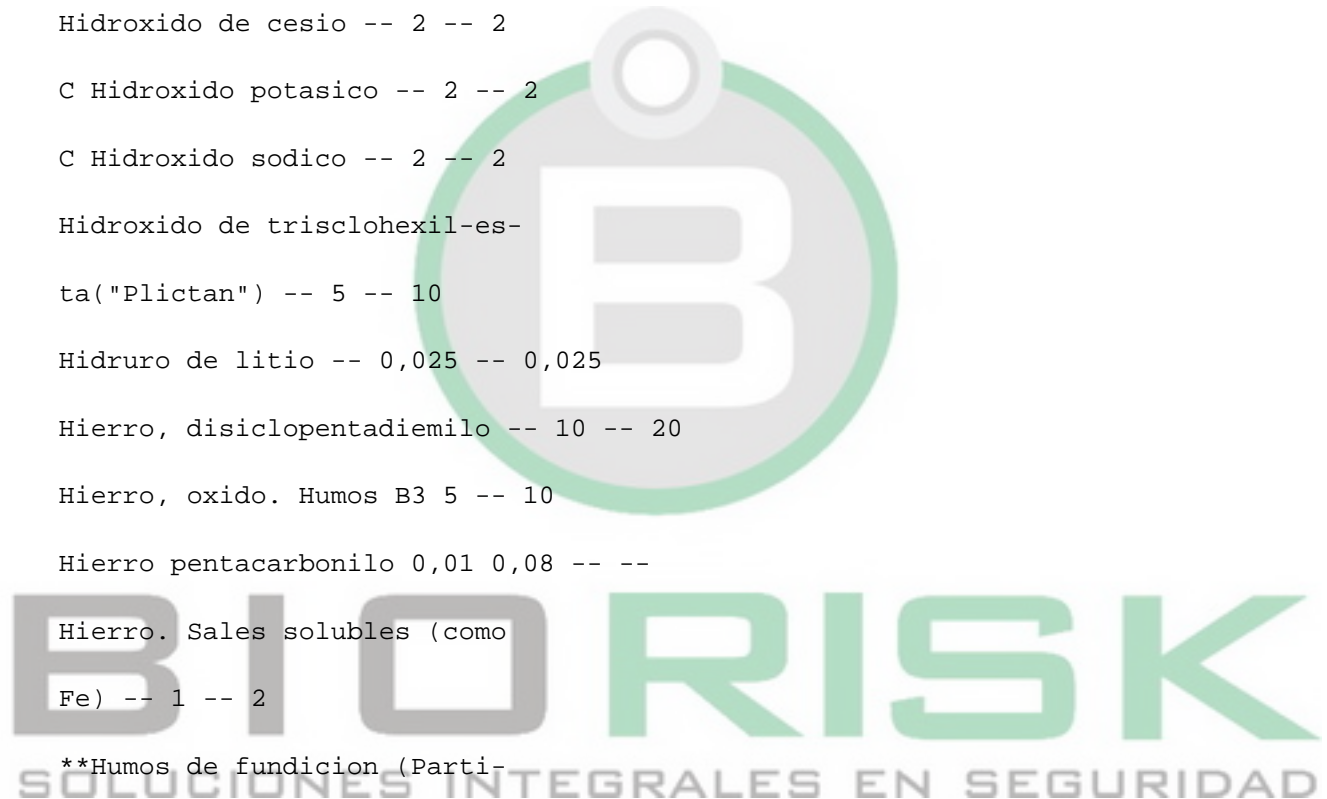 Hidroxido de cesio -- 2 -- 2
C Hidroxido potasico -- 2 -- 2
C Hidroxido sodico -- 2 -- 2
Hidroxido de trisclohexil-es-
ta("Plictan") -- 5 -- 10
Hidruro de litio -- 0,025 -- 0,025
Hierro, disiclopentadiemilo -- 10 -- 20
Hierro, oxido. Humos B3 5 -- 10
Hierro pentacarbonilo 0,01 0,08 -- --
Hierro. Sales solubles (como
Fe) -- 1 -- 2
**Humos de fundicion (Parti-
B
BIORISK
SOLUCIONES INTEGRALES EN SEGURIDAD